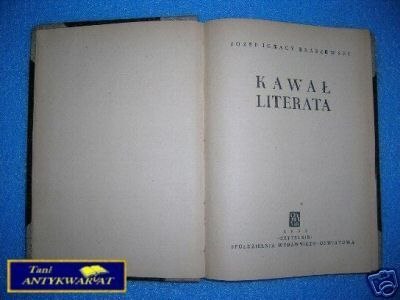 JÓZEF IGNACY KRASZEWSKI
KAWAŁ
LITERATA
CZYTELNIK
SPÓŁDZIELNIA WYDAWNICZO-OŚWIATOWA
Tani
ANTYKWARIAT